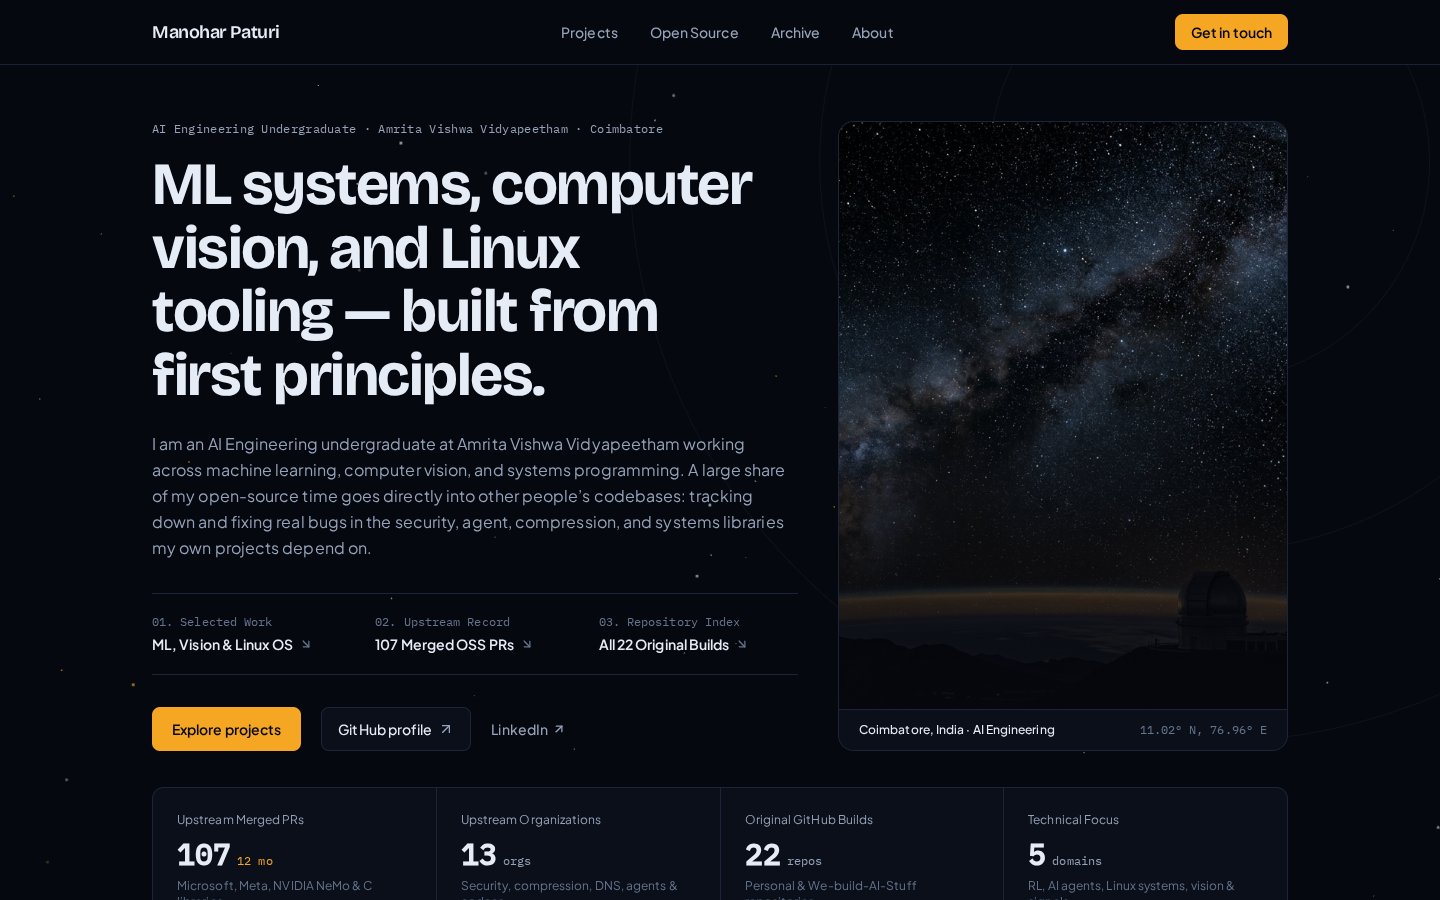 Manohar Paturi
Projects
Open Source
Archive
About
Get in touch
AI Engineering Undergraduate · Amrita Vishwa Vidyapeetham · Coimbatore
ML systems, computer
vision, and Linux
tooling — built from
first principles.
I am an AI Engineering undergraduate at Amrita Vishwa Vidyapeetham working
across machine learning, computer vision, and systems programming. A large share
of my open-source time goes directly into other people’s codebases: tracking
down and fixing real bugs in the security, agent, compression, and systems libraries
my own projects depend on.
01. Selected Work
ML, Vision & Linux OS ↘
02. Upstream Record
107 Merged OSS PRs ↘
03. Repository Index
All 22 Original Builds ↘
Explore projects
GitHub profile ↗
LinkedIn ↗
Coimbatore, India · AI Engineering
11.02° N, 76.96° E
Upstream Merged PRs
107 12 mo
Microsoft, Meta, NVIDIA NeMo & C
Upstream Organizations
13 orgs
Security, compression, DNS, agents &
Original GitHub Builds
22 repos
Personal & We-build-AI-Stuff
Technical Focus
5 domains
RL, AI agents, Linux systems, vision &